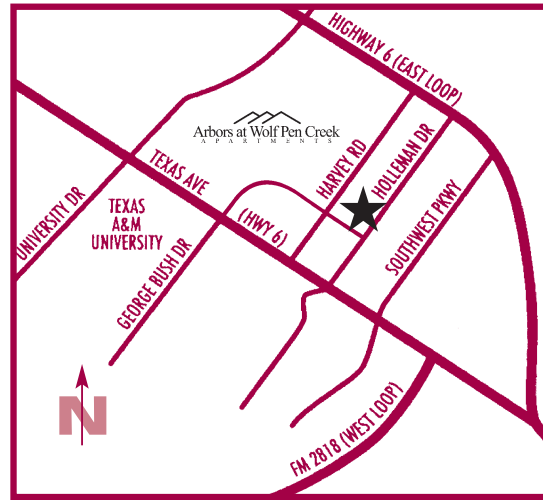 HIGHWAY 6 (EAST LOOP)
Arbors at Wolf Pen Creek
APARTMENTS
HARVEY RD
HOLLEMAN DR
TEXAS AVE
(HWY 6)
UNIVERSITY DR
TEXAS
A&M
UNIVERSITY
GEORGE BUSH DR
SOUTHWEST PKWY
N
FM 2818 (WEST LOOP)